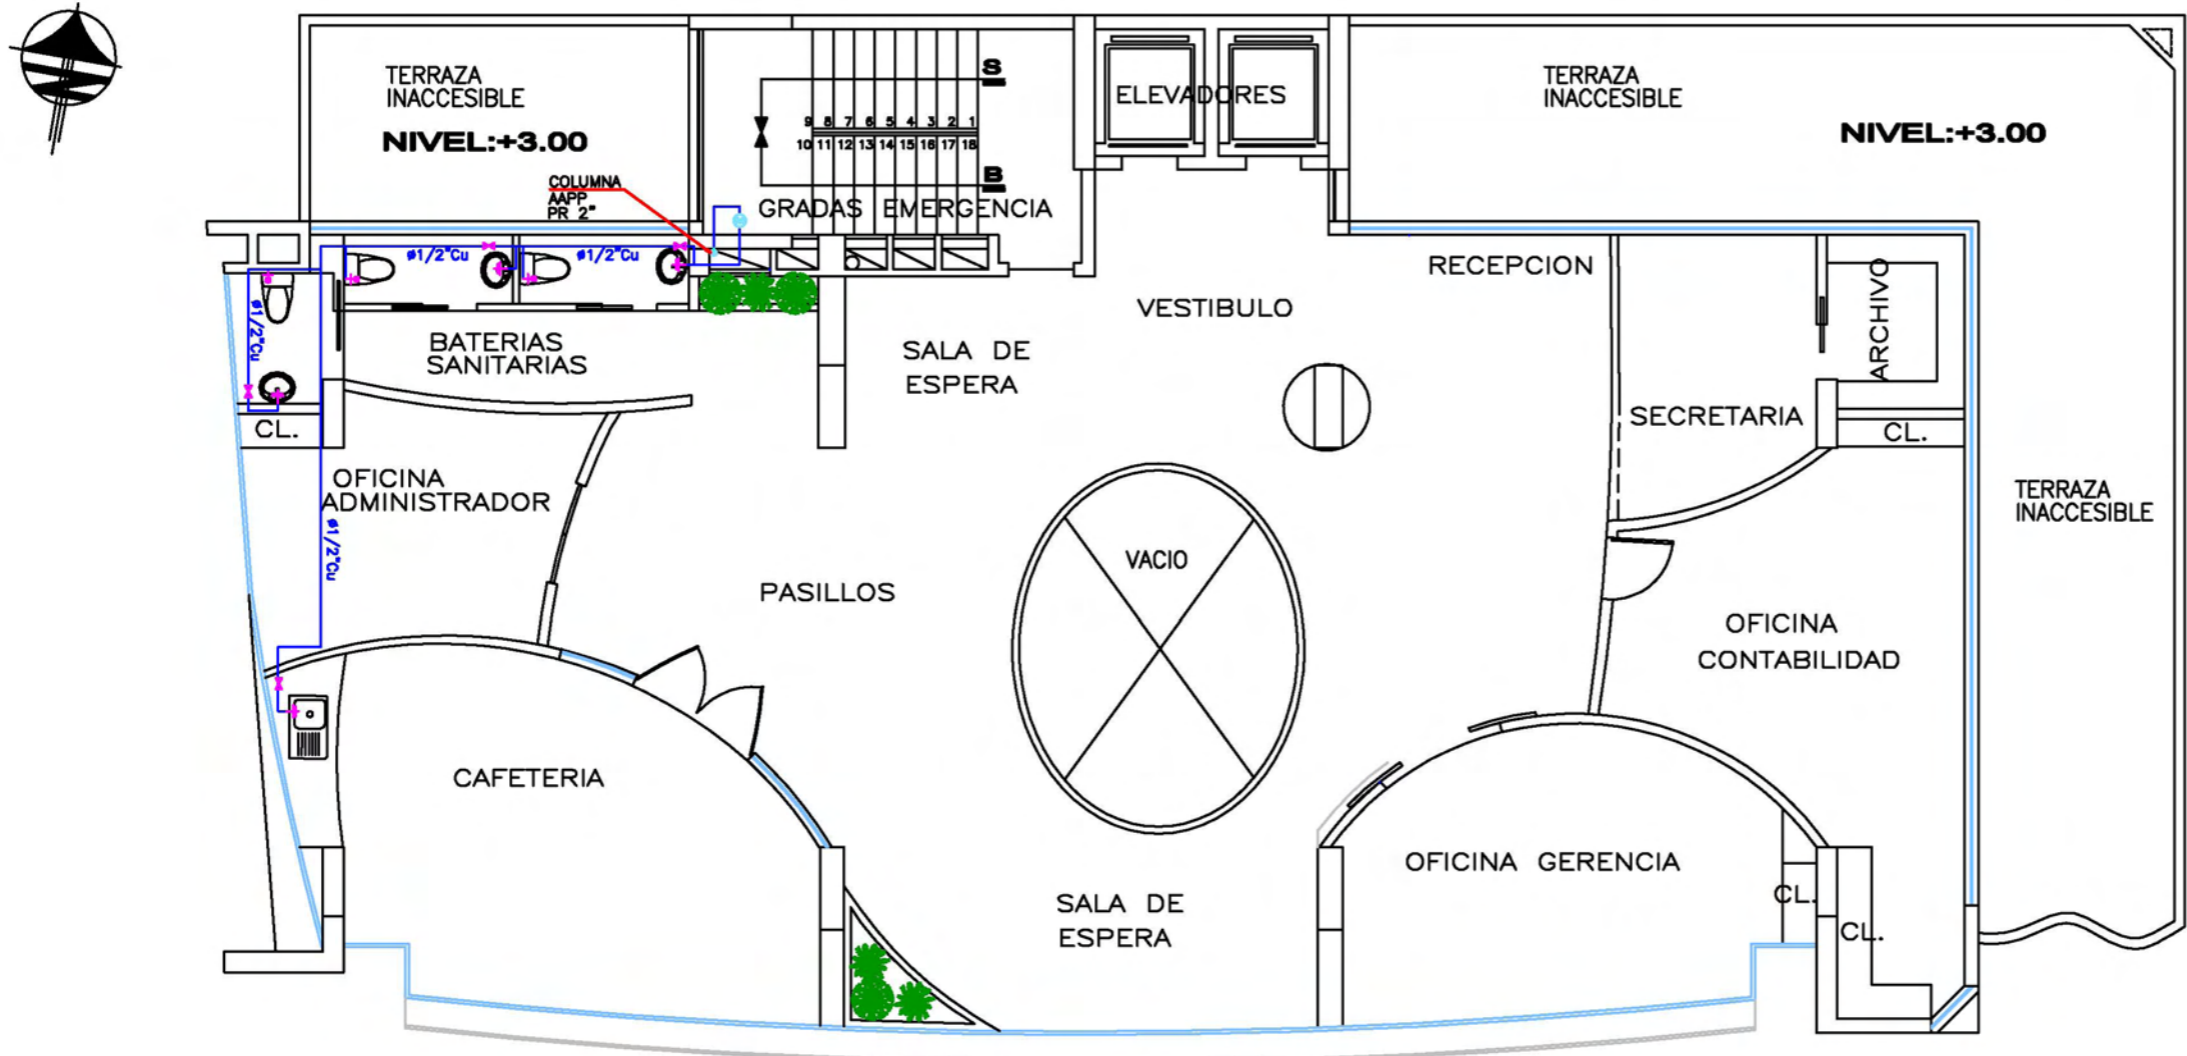 TERRAZA
INACCESIBLE
NIVEL:+3.00
COLUMNA
AAPP
PR 2"
S
9 8 7 6 5 4 3 2 1
10 11 12 13 14 15 16 17 18
B
GRADAS EMERGENCIA
ELEVADORES
TERRAZA
INACCESIBLE
NIVEL:+3.00
ø1/2"Cu
ø1/2"Cu
ø1/2"Cu
BATERIAS
SANITARIAS
SALA DE
ESPERA
VESTIBULO
RECEPCION
ARCHIVO
SECRETARIA
CL.
CL.
OFICINA
ADMINISTRADOR
ø1/2"Cu
TERRAZA
INACCESIBLE
PASILLOS
VACIO
OFICINA
CONTABILIDAD
CAFETERIA
OFICINA GERENCIA
SALA DE
ESPERA
CL.
CL.